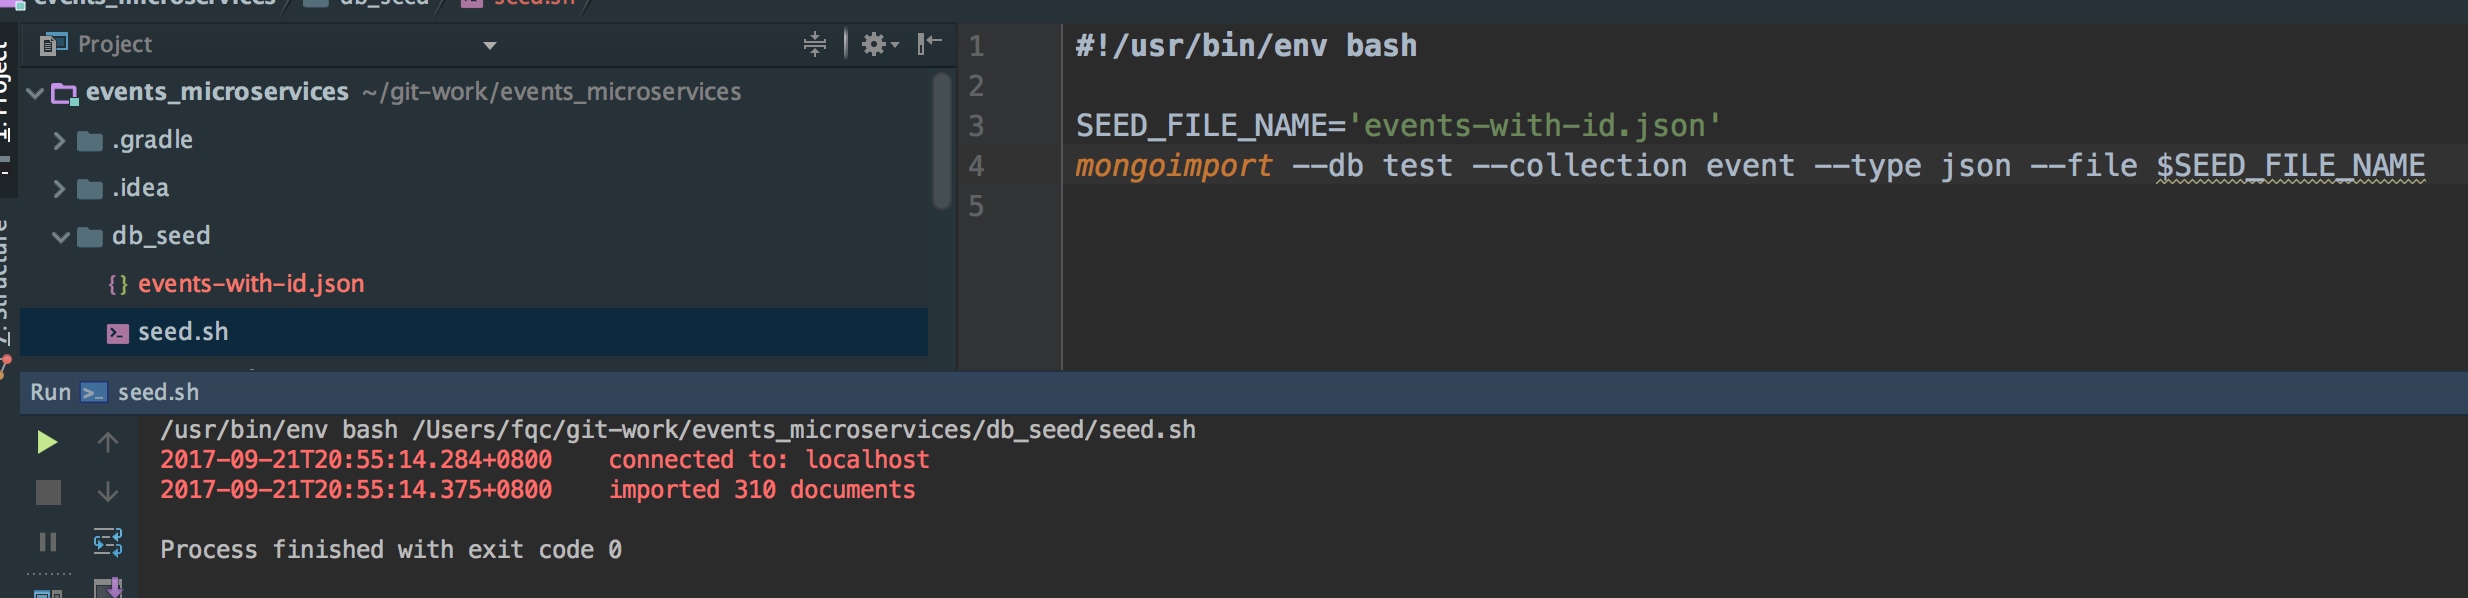 events_microservices db_seed seed.sh
1: Project
Project
events_microservices ~/git-work/events_microservices
.gradle
.idea
db_seed
{} events-with-id.json
seed.sh
7: Structure
1 #!/usr/bin/env bash
2
3 SEED_FILE_NAME='events-with-id.json'
4 mongoimport --db test --collection event --type json --file $SEED_FILE_NAME
5
Run seed.sh
/usr/bin/env bash /Users/fqc/git-work/events_microservices/db_seed/seed.sh
2017-09-21T20:55:14.284+0800 connected to: localhost
2017-09-21T20:55:14.375+0800 imported 310 documents
Process finished with exit code 0